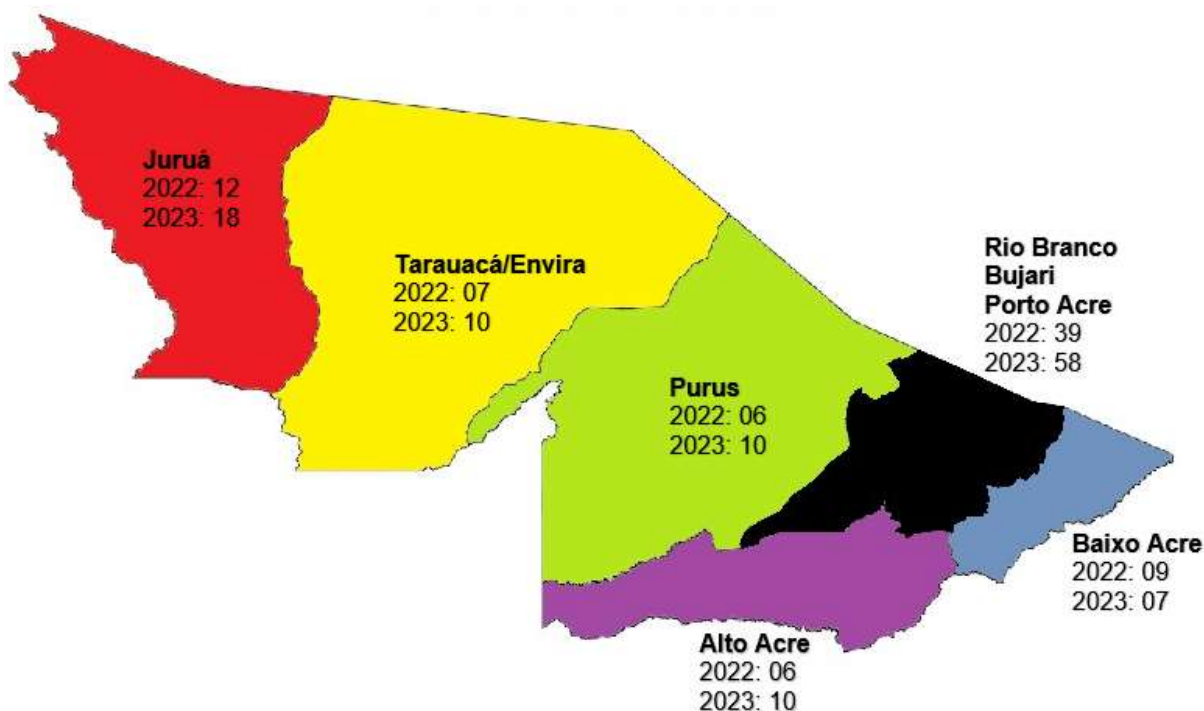 Juruá
2022: 12
2023: 18
Tarauacá/Envira
2022: 07
2023: 10
Rio Branco
Bujari
Porto Acre
2022: 39
2023: 58
Purus
2022: 06
2023: 10
Baixo Acre
2022: 09
2023: 07
Alto Acre
2022: 06
2023: 10